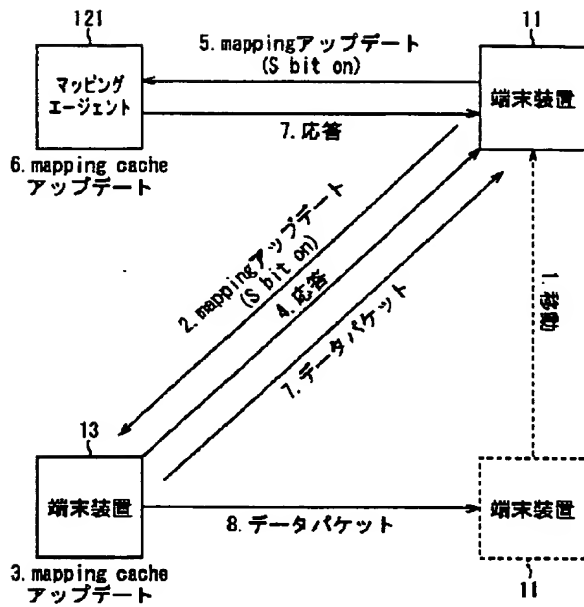 121
マッピング
エージェント
6. mapping cache
アップデート
5. mappingアップデート
(S bit on)
7. 応答
11
端末装置
2. mappingアップデート
(S bit on)
4. 応答
7. データパケット
1. 移動
13
端末装置
3. mapping cache
アップデート
8. データパケット
端末装置
11